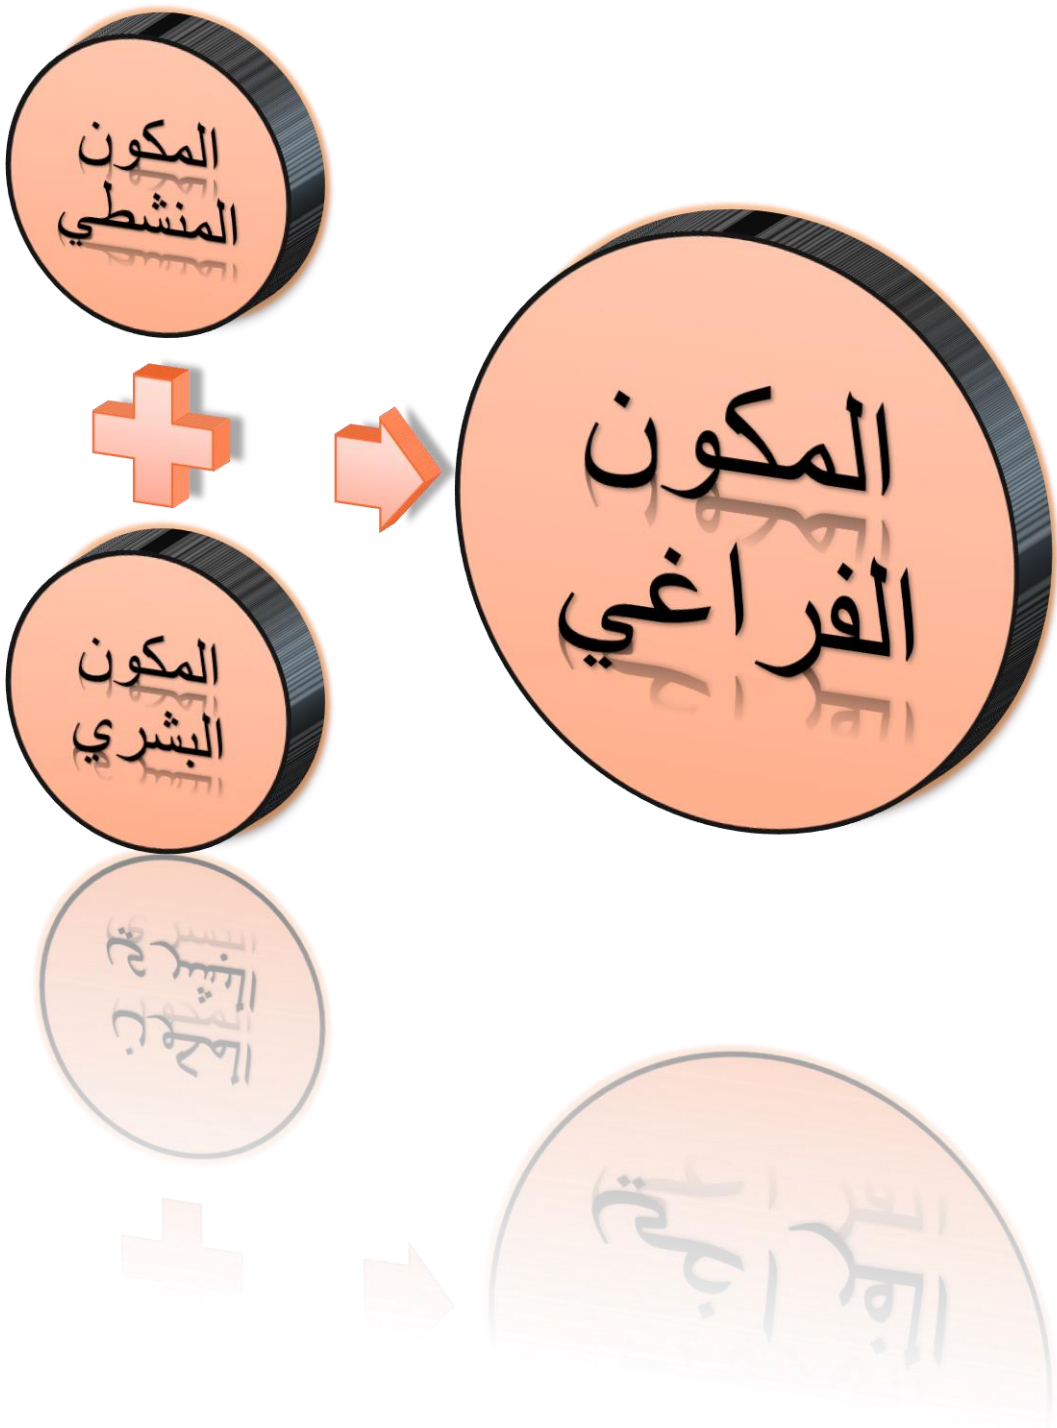 المكون
المنشطي
المكون
البشري
المكون
الفراغي